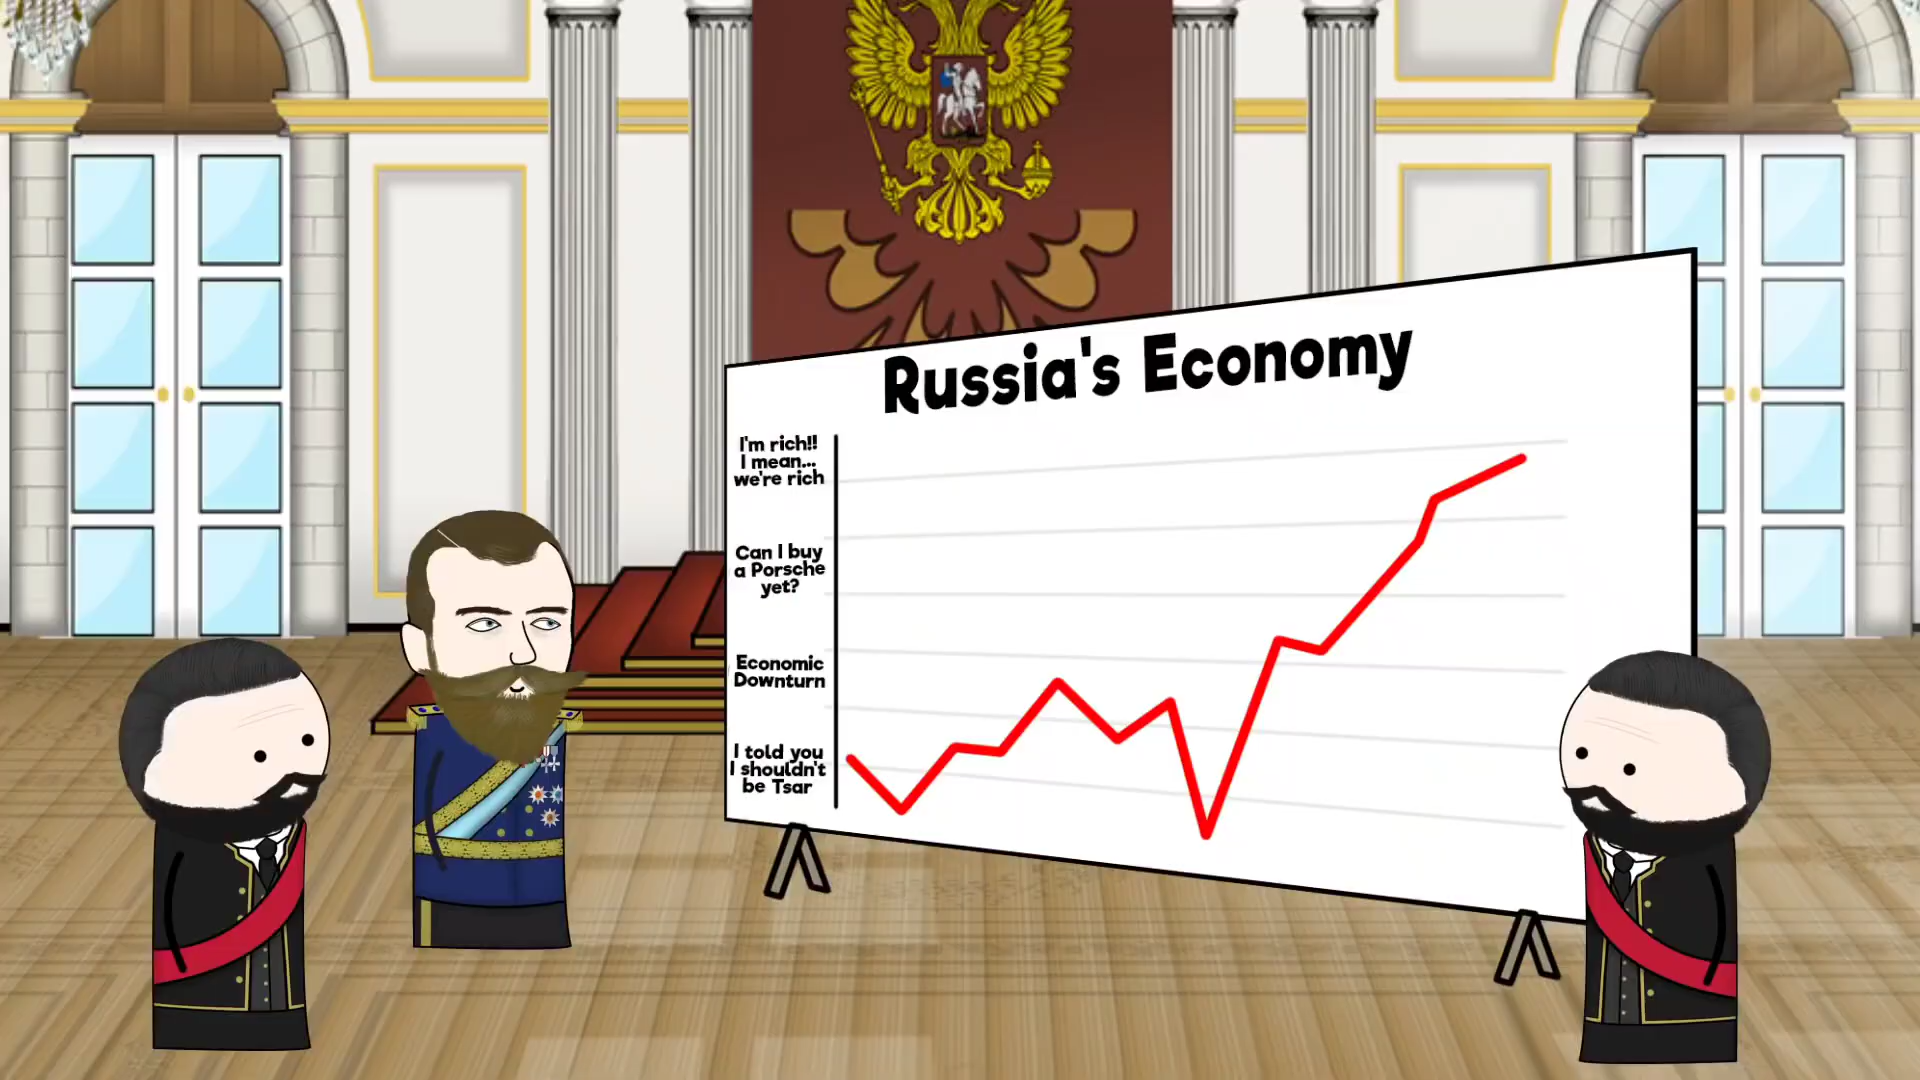 Russia's Economy
I'm rich!!
I mean...
we're rich
Can I buy
a Porsche
yet?
Economic
Downturn
I told you
I shouldn't
be Tsar